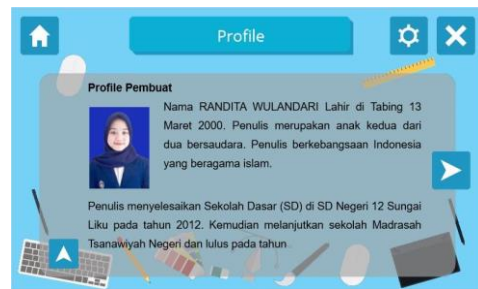 Profile
Profile Pembuat
Nama RANDITA WULANDARI Lahir di Tabing 13
Maret 2000. Penulis merupakan anak kedua dari
dua bersaudara. Penulis berkebangsaan Indonesia
yang beragama islam.
Penulis menyelesaikan Sekolah Dasar (SD) di SD Negeri 12 Sungai
Liku pada tahun 2012. Kemudian melanjutkan sekolah Madrasah
Tsanawiyah Negeri dan lulus pada tahun